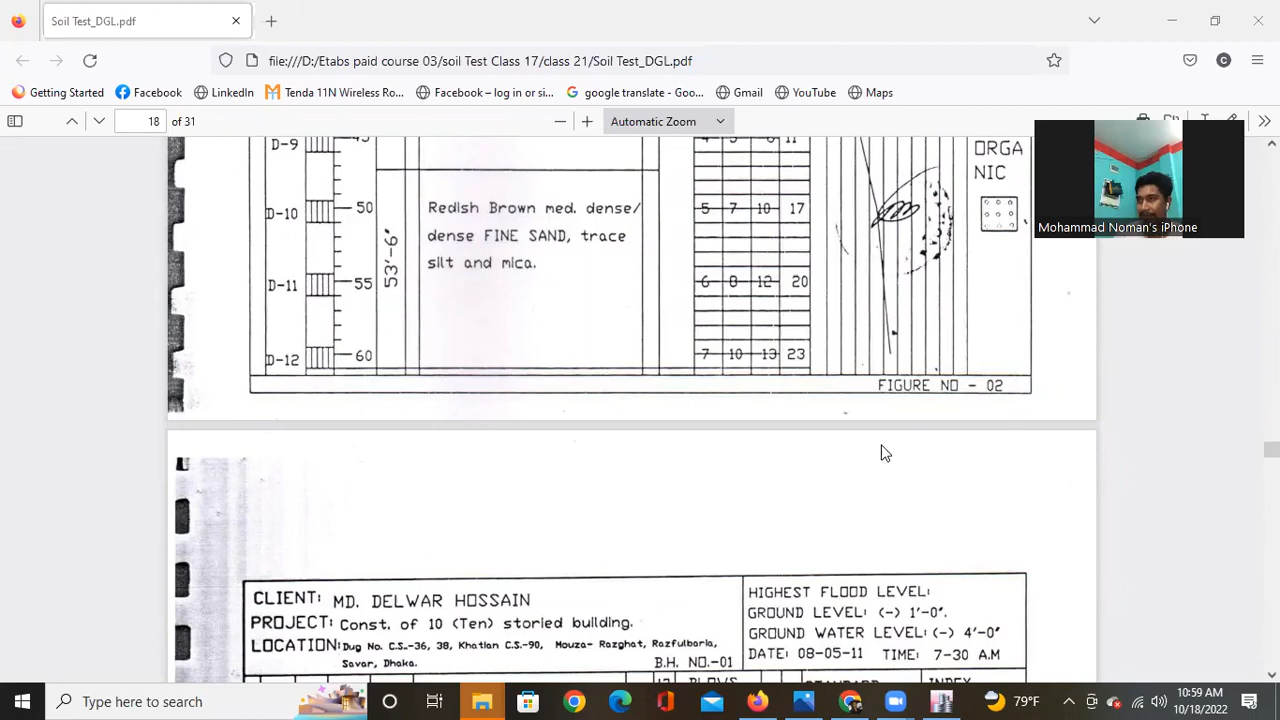 Soil Test_DGL.pdf
file:///D:/Etabs paid course 03/soil Test Class 17/class 21/Soil Test_DGL.pdf
Getting Started
Facebook
LinkedIn
Tenda 11N Wireless Ro...
Facebook – log in or si...
google translate - Goo...
Gmail
YouTube
Maps
18 of 31
Automatic Zoom
Mohammad Noman's iPhone
D-9
ORGA
NIC
D-10 50 Redish Brown med. dense/ 5 7 10 17
dense FINE SAND, trace
53'-6"
silt and mica.
D-11 55 6 8 12 20
D-12 60 7 10 13 23
FIGURE NO - 02
CLIENT: MD. DELWAR HOSSAIN
PROJECT: Const. of 10 (Ten) storied building.
LOCATION: Dug No. C.S.-36, 38, Khatian C.S.-90, Mouza- Razghat, Razfulbaria,
Savar, Dhaka.
B.H. NO.-01
HIGHEST FLOOD LEVEL:
GROUND LEVEL: (-) 1'-0".
GROUND WATER LEVEL: (-) 4'-0"
DATE: 08-05-11 TIME: 7-30 A.M
Type here to search
79°F
10:59 AM
10/18/2022